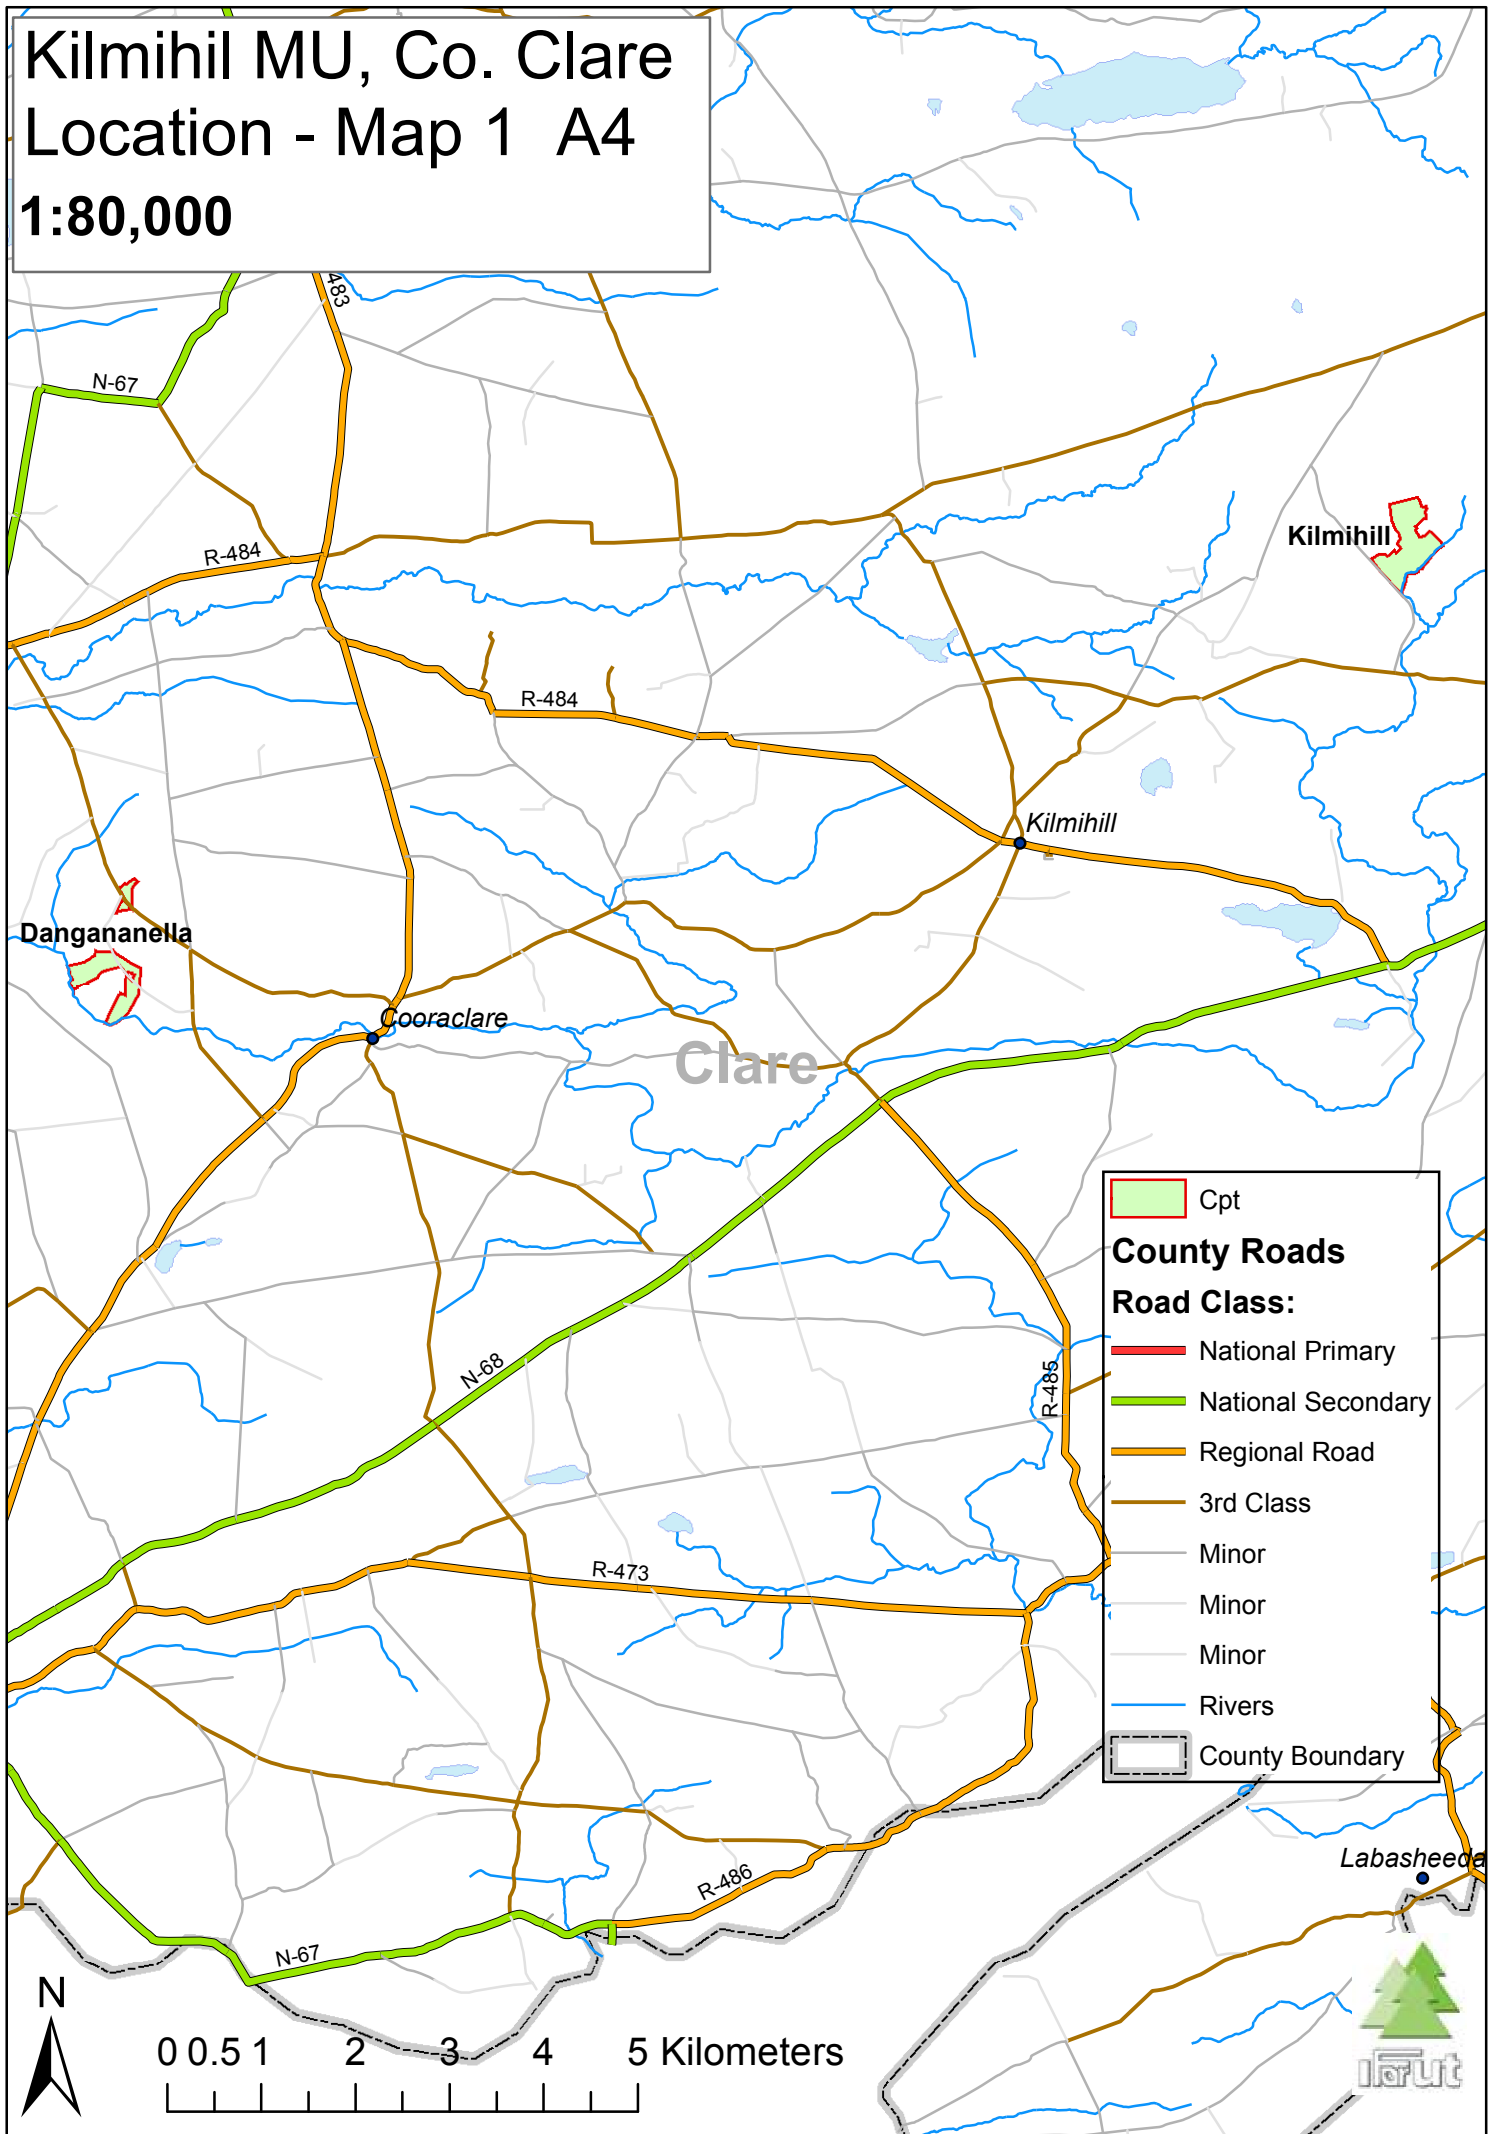 Kilmihil MU, Co. Clare
Location - Map 1 A4
1:80,000
483
N-67
R-484
Kilmihill
R-484
Kilmihill
Dangananella
Cooraclare
Clare
N-68
R-485
R-473
R-486
N-67
Labasheeda
Cpt
County Roads
Road Class:
National Primary
National Secondary
Regional Road
3rd Class
Minor
Minor
Minor
Rivers
County Boundary
N
0 0.5 1 2 3 4 5 Kilometers